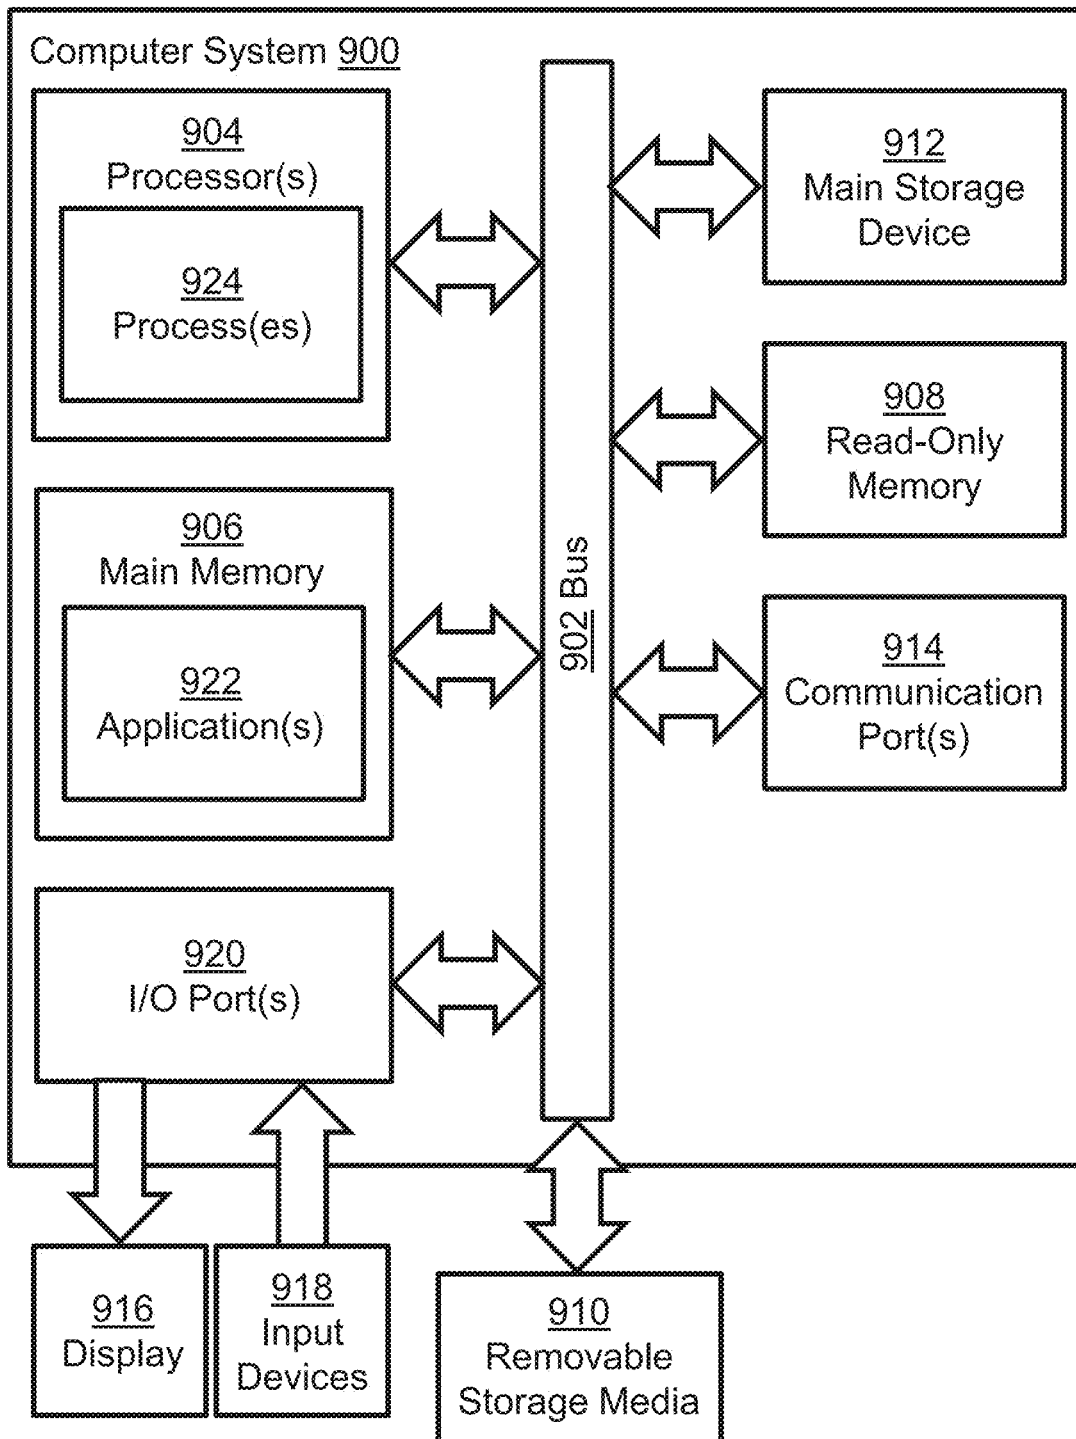 Computer System 900
904
Processor(s)
924
Process(es)
906
Main Memory
922
Application(s)
920
I/O Port(s)
902 Bus
912
Main Storage
Device
908
Read-Only
Memory
914
Communication
Port(s)
916
Display
918
Input
Devices
910
Removable
Storage Media